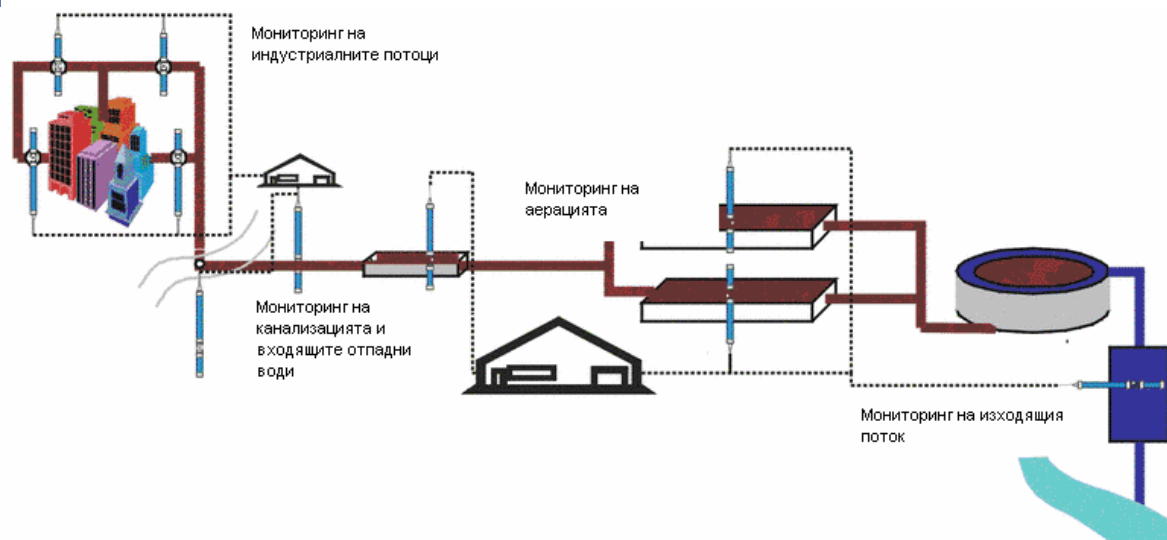 Мониторинг на
индустриалните потоци
Мониторинг на
аерацията
Мониторинг на
канализацията и
входящите отпадни
води
Мониторинг на изходящия
поток